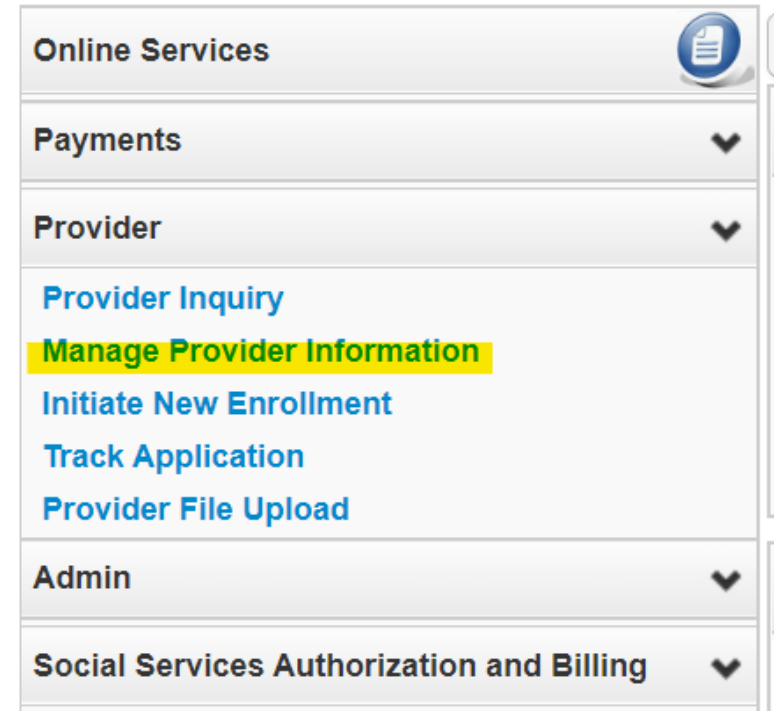 Online Services
Payments
Provider
Provider Inquiry
Manage Provider Information
Initiate New Enrollment
Track Application
Provider File Upload
Admin
Social Services Authorization and Billing